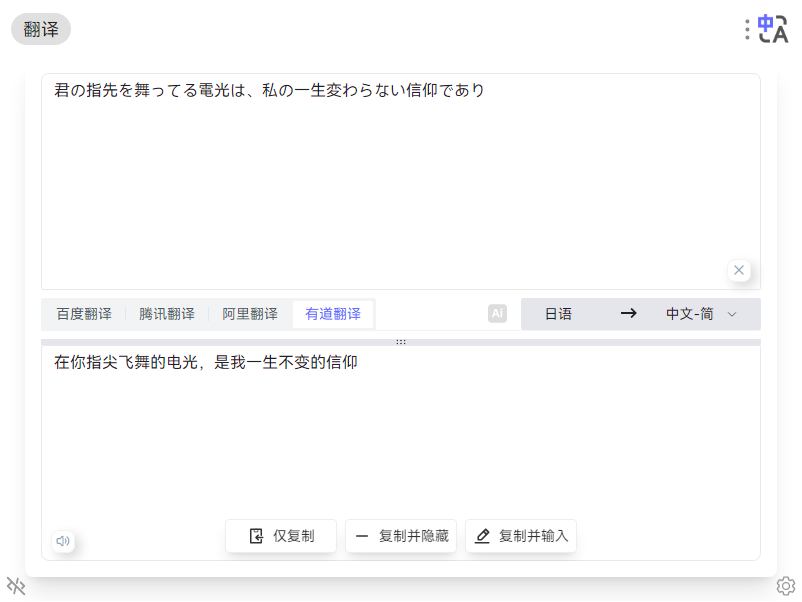 翻译
中A
君の指先を舞ってる電光は、私の一生変わらない信仰であり
百度翻译 腾讯翻译 阿里翻译 有道翻译 Ai 日语 → 中文-简
在你指尖飞舞的电光，是我一生不变的信仰
仅复制 复制并隐藏 复制并输入